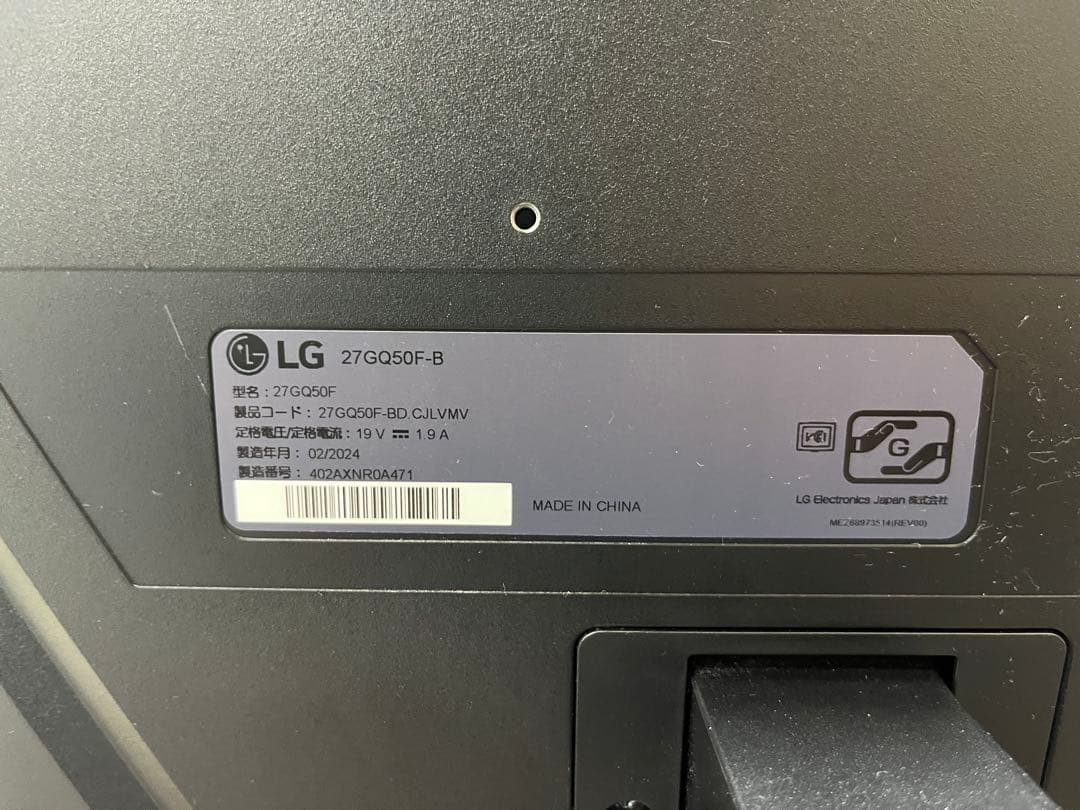 LG 27GQ50F-B
型名：27GQ50F
製品コード：27GQ50F-BD.CJLVMV
定格電圧/定格電流：19 V ⎓ 1.9 A
製造年月：02/2024
製造番号：402AXNR0A471
MADE IN CHINA
G
LG Electronics Japan 株式会社
MEZ68973514(REV00)